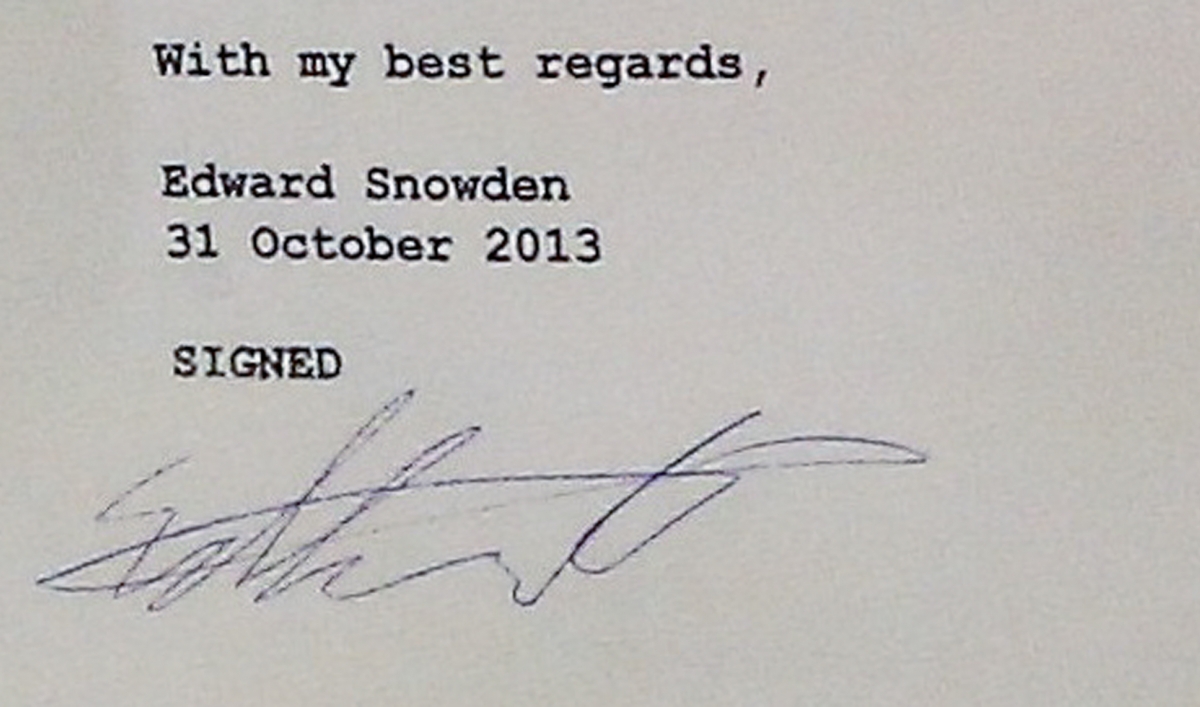 With my best regards,
Edward Snowden
31 October 2013
SIGNED